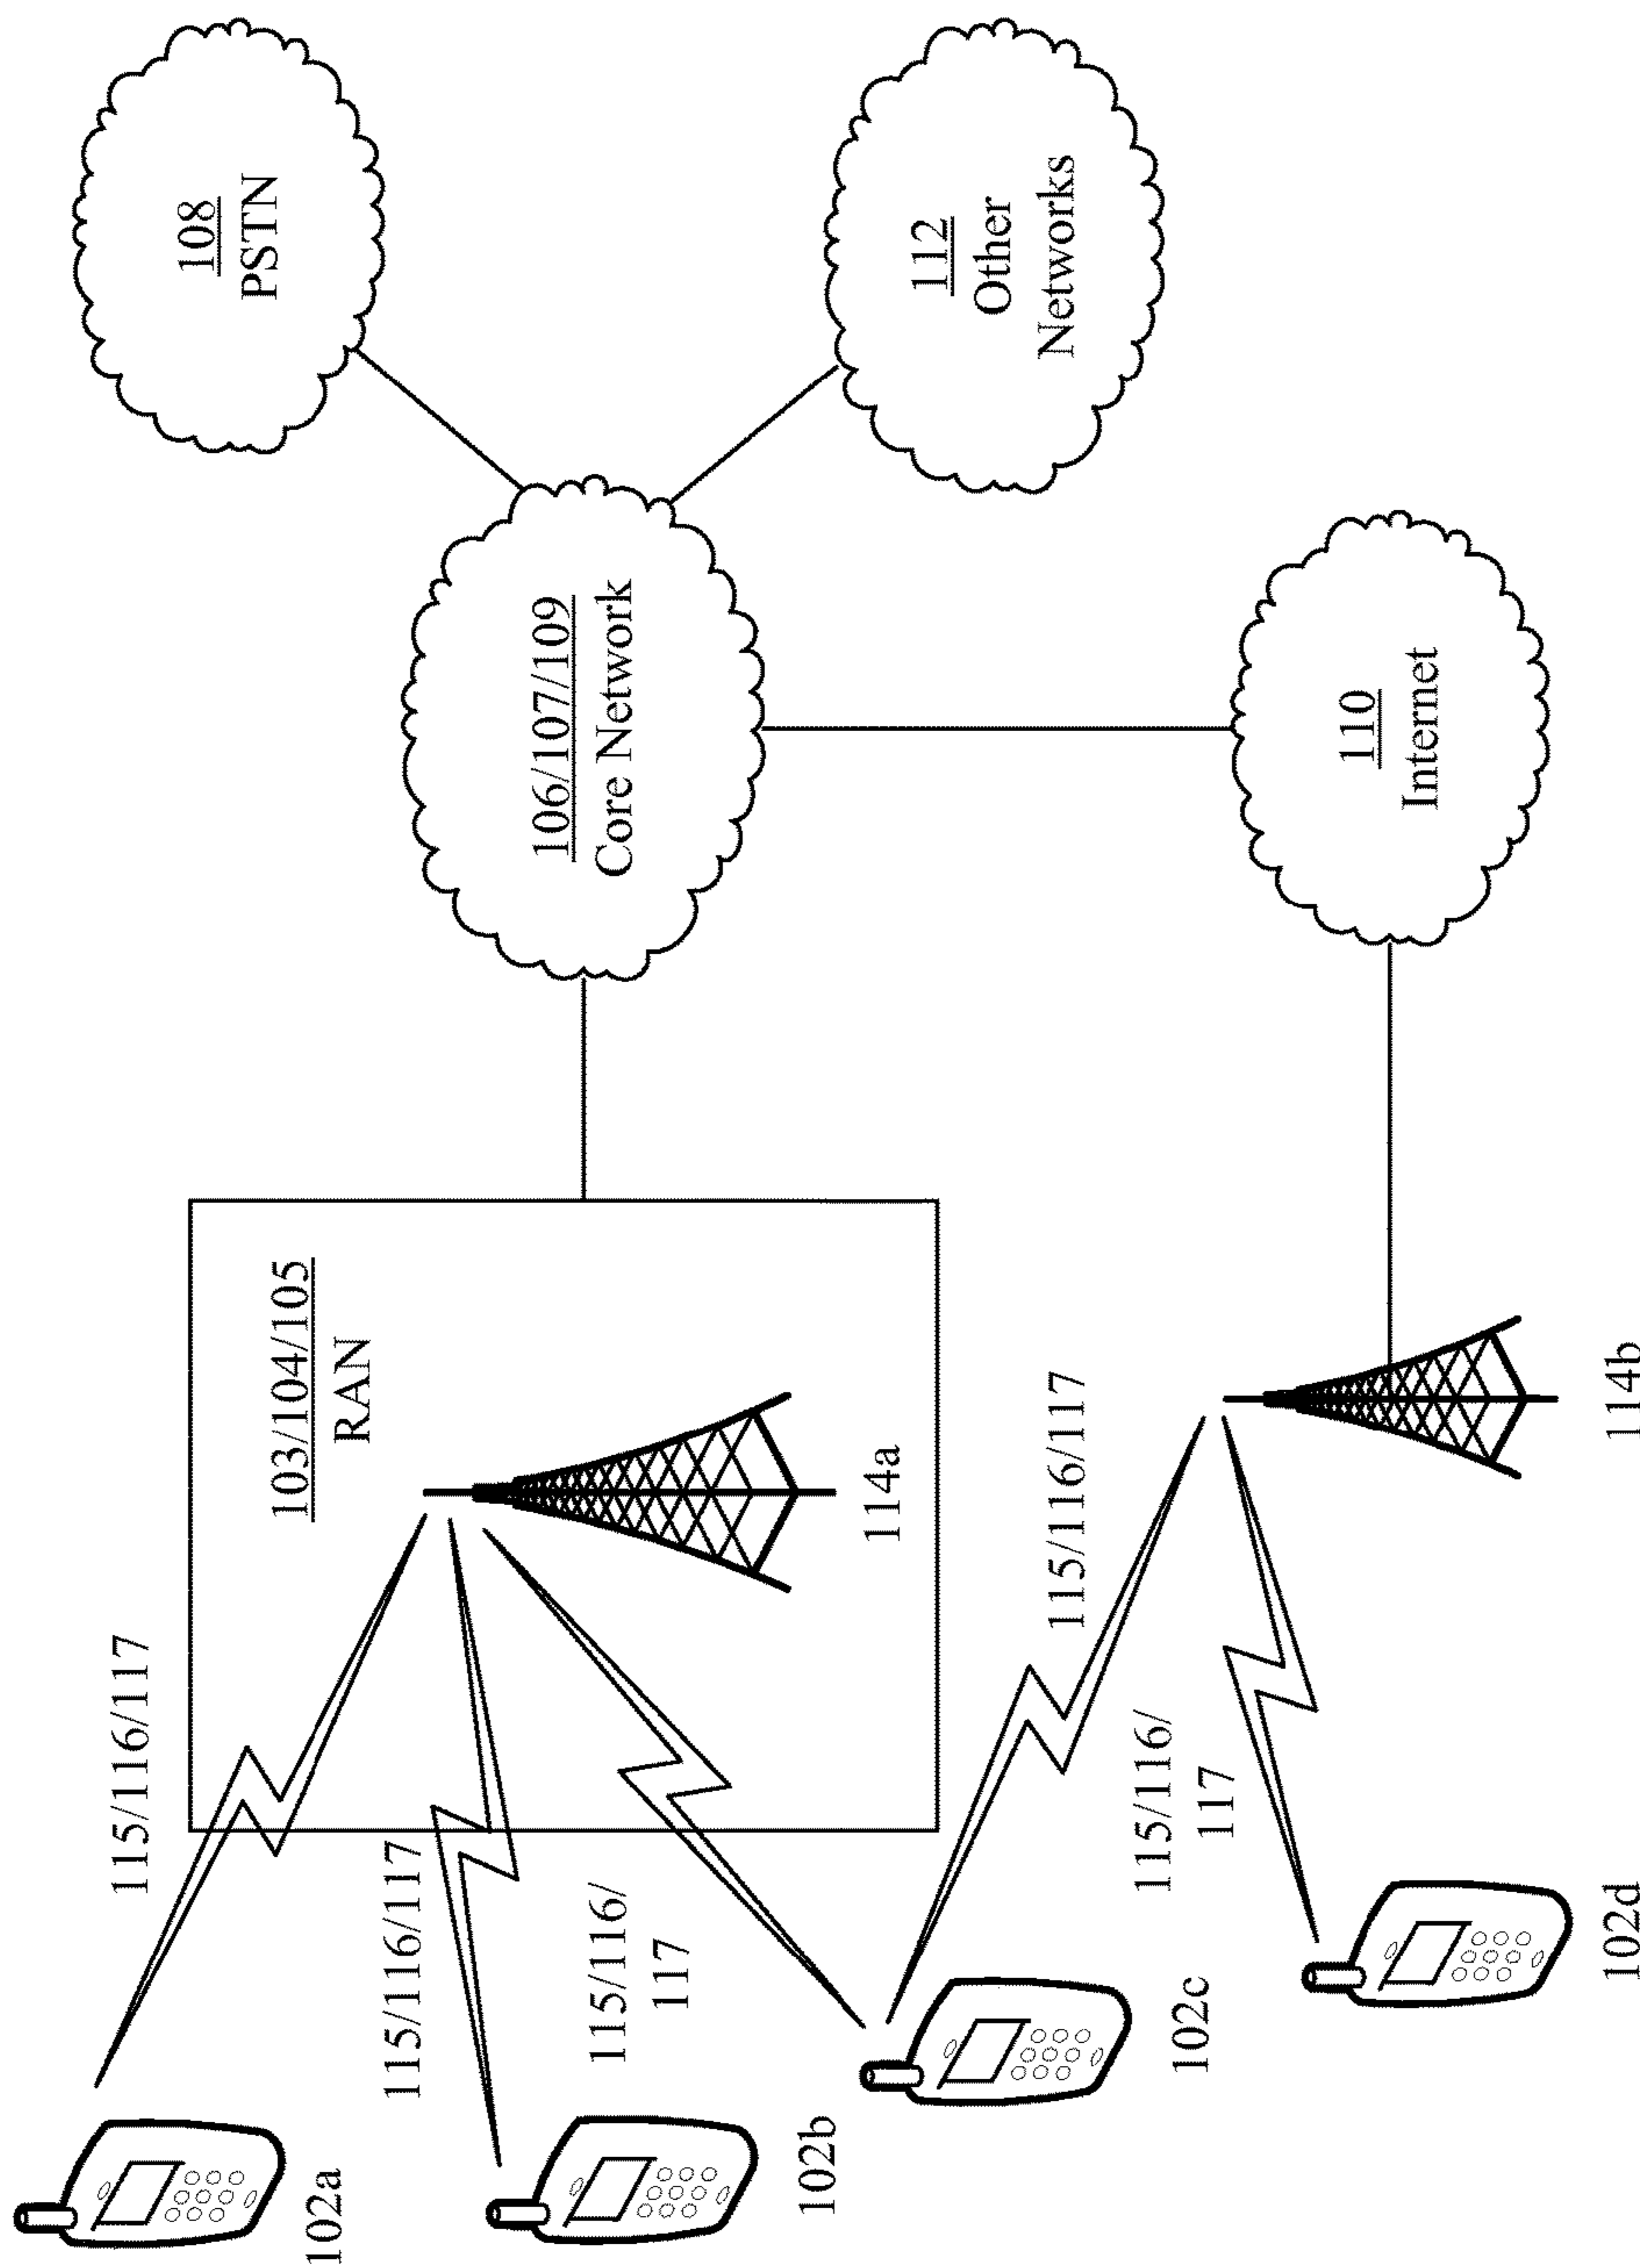 115/116/117
102a
103/104/105
RAN
108
PSTN
115/116/117
102b
106/107/109
Core Network
115/116/
117
114a
112
Other
Networks
102c
115/116/117
115/116/
117
110
Internet
102d
114b